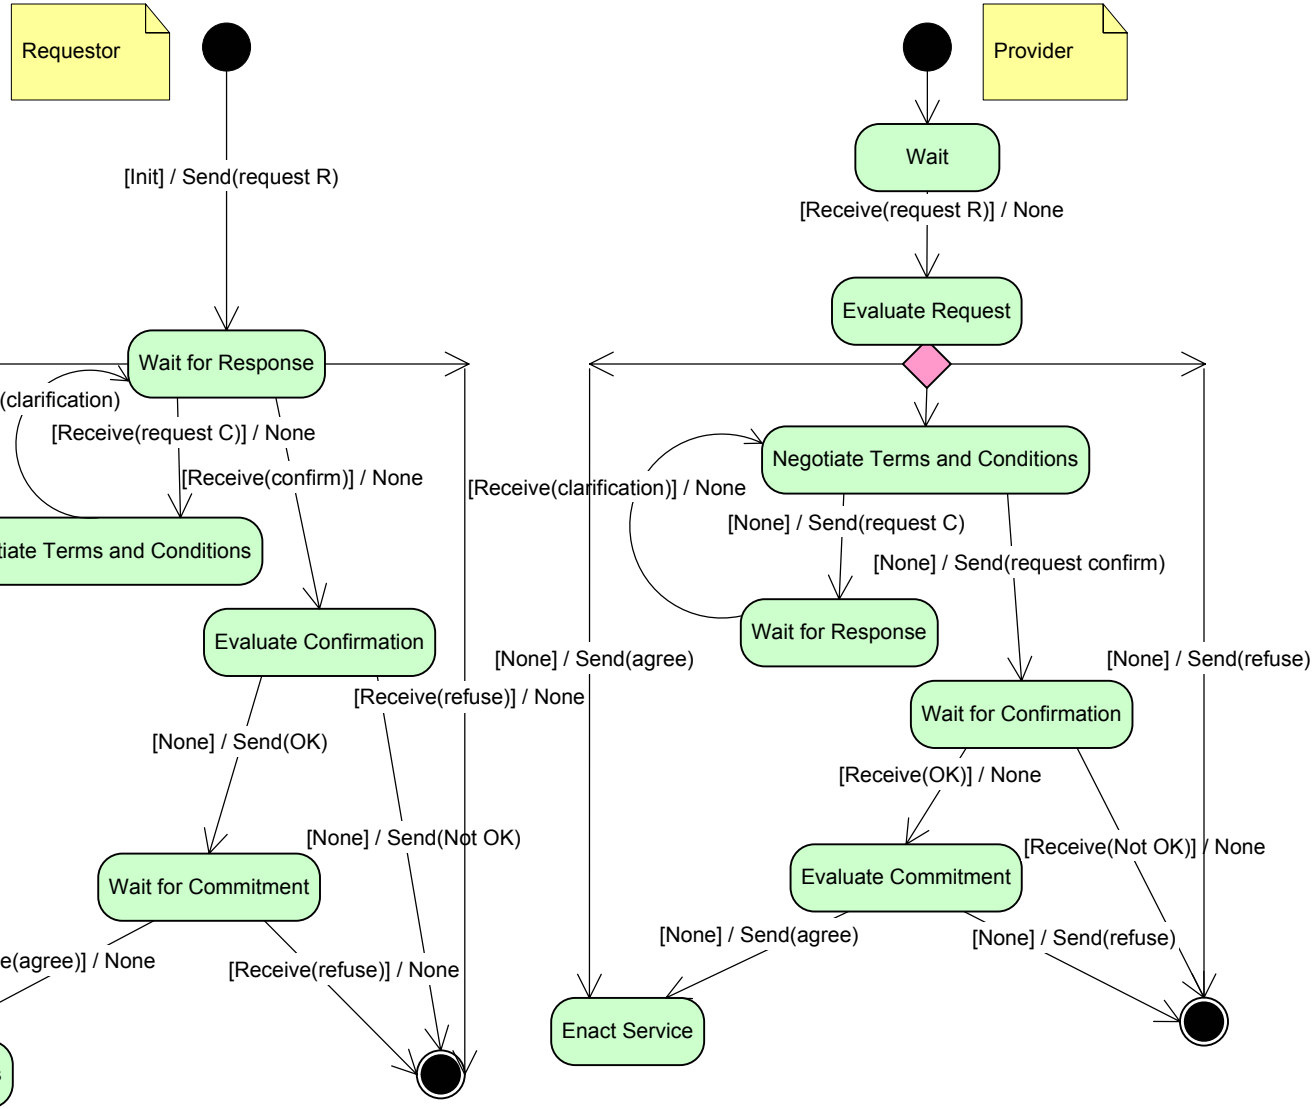 Requestor
[Init] / Send(request R)
Wait for Response
(clarification)
[Receive(request C)] / None
[Receive(confirm)] / None
tiate Terms and Conditions
Evaluate Confirmation
[Receive(refuse)] / None
[None] / Send(OK)
[None] / Send(Not OK)
Wait for Commitment
e(agree)] / None
[Receive(refuse)] / None
Provider
Wait
[Receive(request R)] / None
Evaluate Request
Negotiate Terms and Conditions
[Receive(clarification)] / None
[None] / Send(request C)
[None] / Send(request confirm)
Wait for Response
[None] / Send(agree)
[None] / Send(refuse)
Wait for Confirmation
[Receive(OK)] / None
[Receive(Not OK)] / None
Evaluate Commitment
[None] / Send(agree)
[None] / Send(refuse)
Enact Service